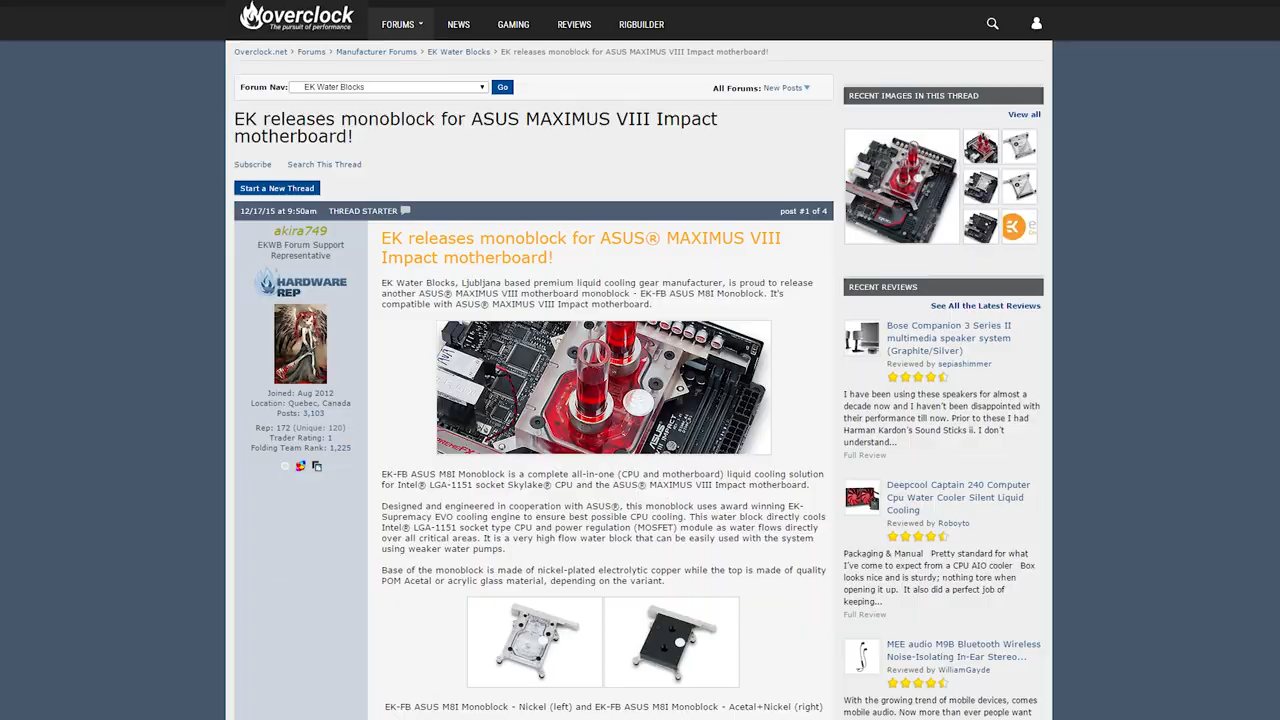 overclock
The pursuit of performance
FORUMS NEWS GAMING REVIEWS RIGBUILDER
Overclock.net > Forums > Manufacturer Forums > EK Water Blocks > EK releases monoblock for ASUS MAXIMUS VIII Impact motherboard!
Forum Nav: EK Water Blocks Go
All Forums: New Posts
EK releases monoblock for ASUS MAXIMUS VIII Impact
motherboard!
Subscribe Search This Thread
Start a New Thread
12/17/15 at 9:50am THREAD STARTER post #1 of 4
akira749
EKWB Forum Support
Representative
HARDWARE
REP
Joined: Aug 2012
Location: Quebec, Canada
Posts: 3,103
Rep: 172 (Unique: 120)
Trader Rating: 1
Folding Team Rank: 1,225
EK releases monoblock for ASUS® MAXIMUS VIII
Impact motherboard!
EK Water Blocks, Ljubljana based premium liquid cooling gear manufacturer, is proud to release
another ASUS® MAXIMUS VIII motherboard monoblock - EK-FB ASUS M8I Monoblock. It's
compatible with ASUS® MAXIMUS VIII Impact motherboard.
EK-FB ASUS M8I Monoblock is a complete all-in-one (CPU and motherboard) liquid cooling solution
for Intel® LGA-1151 socket Skylake® CPU and the ASUS® MAXIMUS VIII Impact motherboard.
Designed and engineered in cooperation with ASUS®, this monoblock uses award winning EK-
Supremacy EVO cooling engine to ensure best possible CPU cooling. This water block directly cools
Intel® LGA-1151 socket type CPU and power regulation (MOSFET) module as water flows directly
over all critical areas. It is a very high flow water block that can be easily used with the system
using weaker water pumps.
Base of the monoblock is made of nickel-plated electrolytic copper while the top is made of quality
POM Acetal or acrylic glass material, depending on the variant.
EK-FB ASUS M8I Monoblock - Nickel (left) and EK-FB ASUS M8I Monoblock - Acetal+Nickel (right)
RECENT IMAGES IN THIS THREAD
View all
RECENT REVIEWS
See All the Latest Reviews
Bose Companion 3 Series II
multimedia speaker system
(Graphite/Silver)
Reviewed by sepiashimmer
I have been using these speakers for almost a
decade now and I haven't been disappointed with
their performance till now. Prior to these I had
Harman Kardon's Sound Sticks ii. I don't
understand...
Full Review
Deepcool Captain 240 Computer
Cpu Water Cooler Silent Liquid
Cooling
Reviewed by Roboyto
Packaging & Manual Pretty standard for what
I've come to expect from a CPU AIO cooler Box
looks nice and is sturdy; nothing tore when
opening it up. It also did a perfect job of
keeping...
Full Review
MEE audio M9B Bluetooth Wireless
Noise-Isolating In-Ear Stereo...
Reviewed by WilliamGayde
With the growing trend of mobile devices, comes
mobile audio. Now more than ever people want